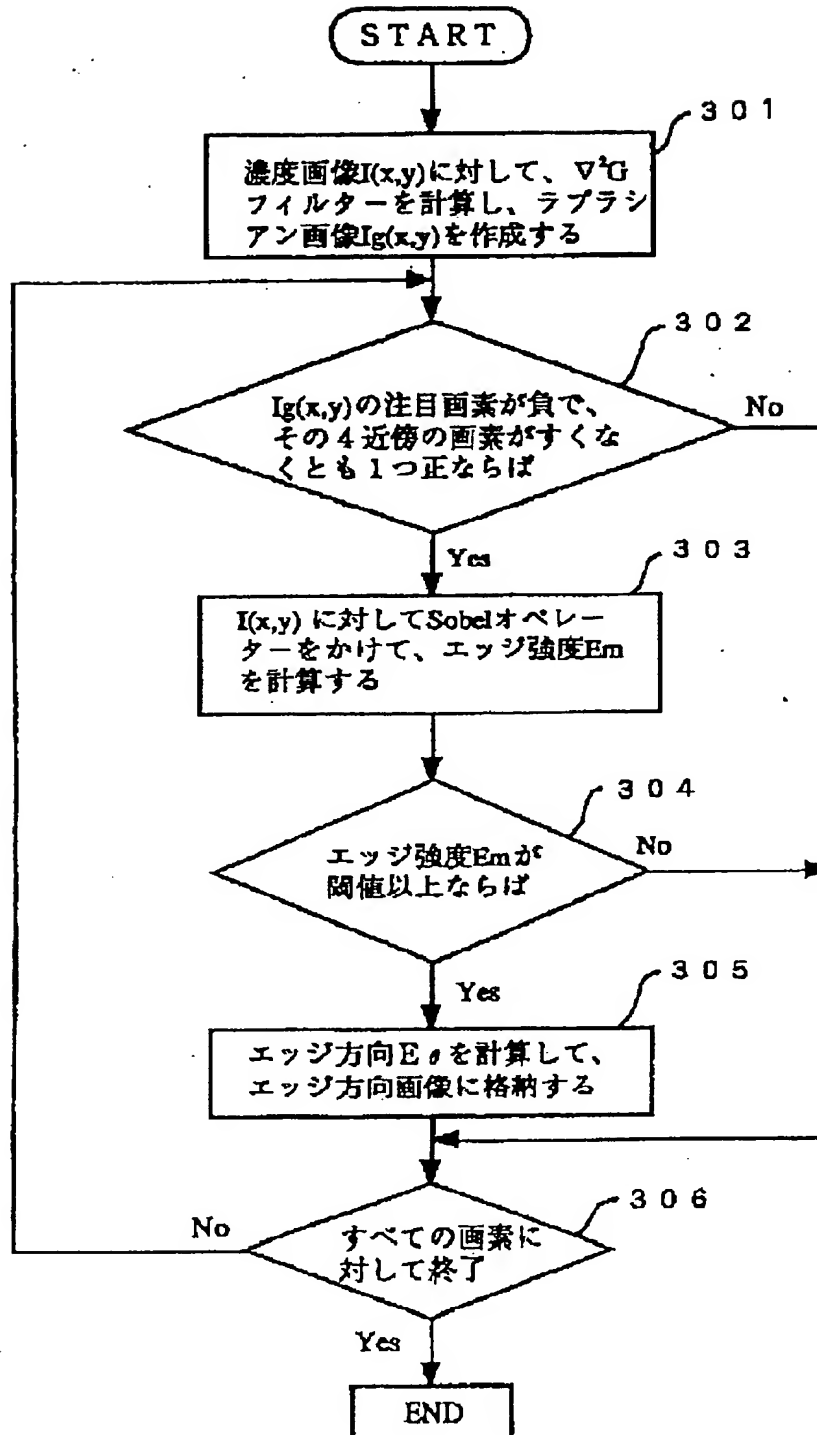 START
301
濃度画像I(x,y)に対して、∇²G
フィルターを計算し、ラプラシ
アン画像Ig(x,y)を作成する
302
Ig(x,y)の注目画素が負で、
その4近傍の画素がすくな
くとも1つ正ならば
No
Yes
303
I(x,y) に対してSobelオペレー
ターをかけて、エッジ強度Em
を計算する
304
エッジ強度Emが
閾値以上ならば
No
Yes
305
エッジ方向Eθを計算して、
エッジ方向画像に格納する
306
すべての画素に
対して終了
No
Yes
END